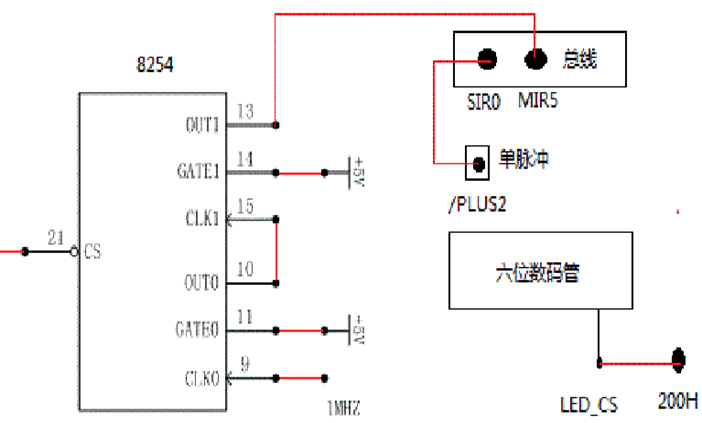 8254
OUT1
13
GATE1
14
+5V
CLK1
15
21
CS
OUT0
10
GATE0
11
+5V
CLK0
9
1MHZ
总线
SIR0
MIR5
单脉冲
/PLUS2
六位数码管
LED_CS
200H